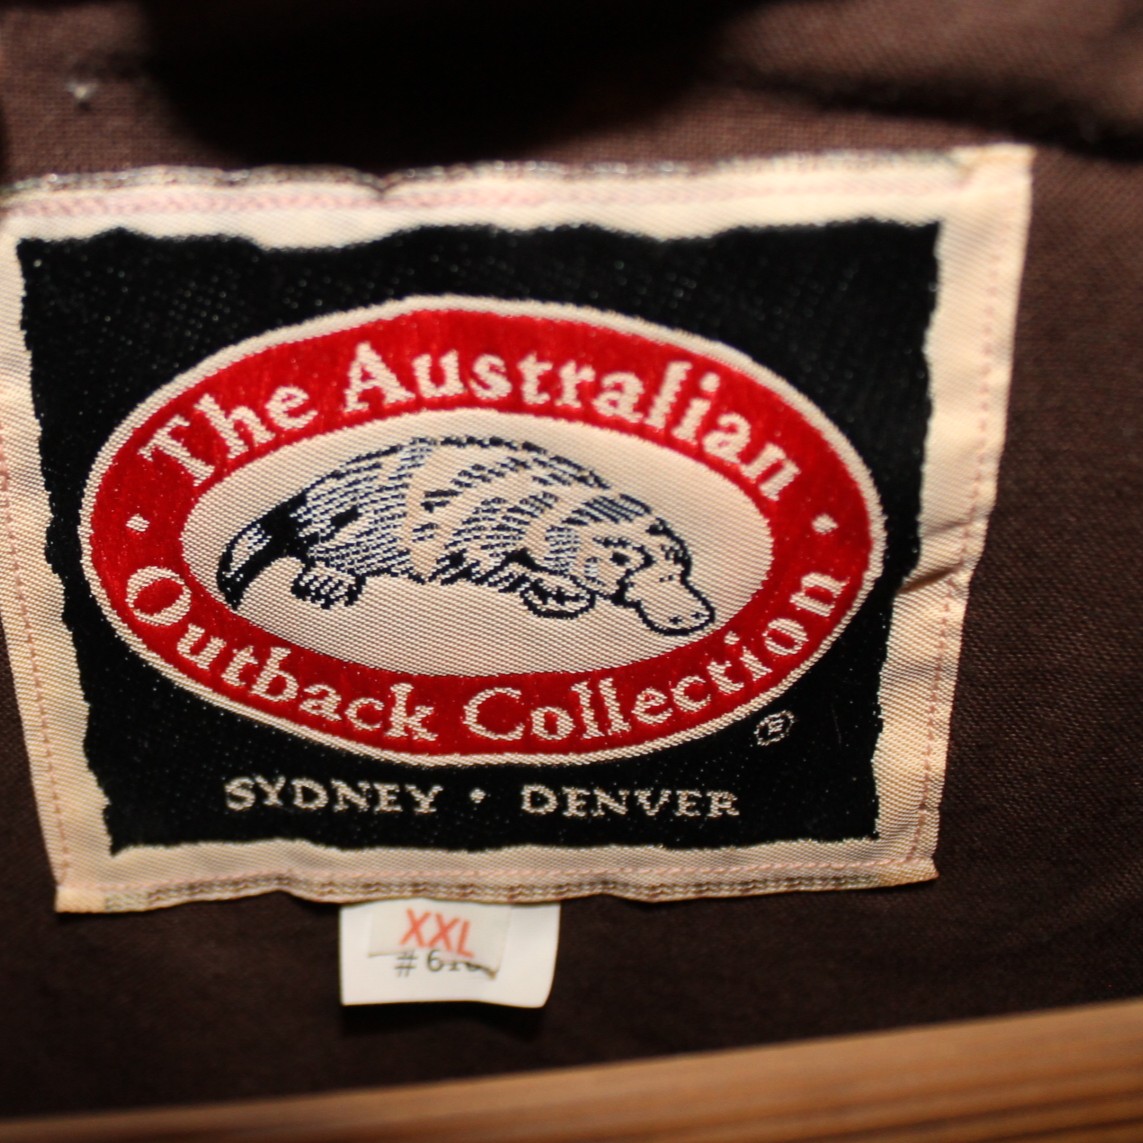 The Australian
Outback Collection
®
SYDNEY • DENVER
XXL